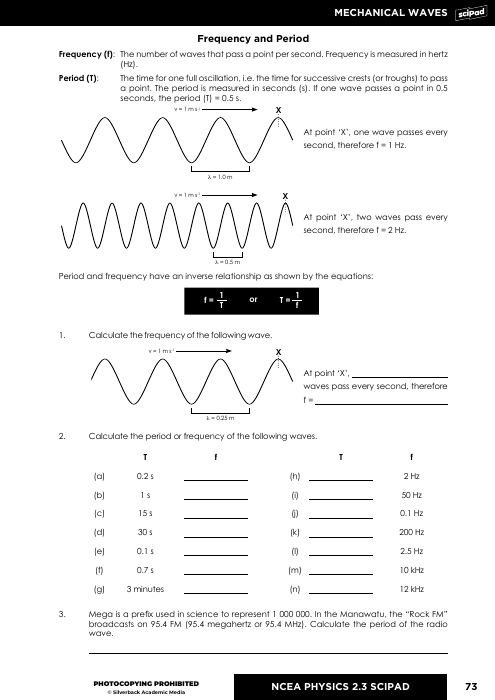 MECHANICAL WAVES
scipad
Frequency and Period
Frequency (f): The number of waves that pass a point per second. Frequency is measured in hertz
(Hz).
Period (T): The time for one full oscillation, i.e. the time for successive crests (or troughs) to pass
a point. The period is measured in seconds (s). If one wave passes a point in 0.5
seconds, the period (T) = 0.5 s.
v = 1 m s⁻¹
X
At point ‘X’, one wave passes every
second, therefore f = 1 Hz.
λ = 1.0 m
v = 1 m s⁻¹
X
At point ‘X’, two waves pass every
second, therefore f = 2 Hz.
λ = 0.5 m
Period and frequency have an inverse relationship as shown by the equations:
f = 1/T or T = 1/f
1. Calculate the frequency of the following wave.
v = 1 m s⁻¹
X
At point ‘X’,
waves pass every second, therefore
f =
λ = 0.25 m
2. Calculate the period or frequency of the following waves.
T f T f
(a) 0.2 s (h) 2 Hz
(b) 1 s (i) 50 Hz
(c) 15 s (j) 0.1 Hz
(d) 30 s (k) 200 Hz
(e) 0.1 s (l) 2.5 Hz
(f) 0.7 s (m) 10 kHz
(g) 3 minutes (n) 12 kHz
3. Mega is a prefix used in science to represent 1 000 000. In the Manawatu, the “Rock FM”
broadcasts on 95.4 FM (95.4 megahertz or 95.4 MHz). Calculate the period of the radio
wave.
PHOTOCOPYING PROHIBITED
© Silverback Academic Media
NCEA PHYSICS 2.3 SCIPAD
73